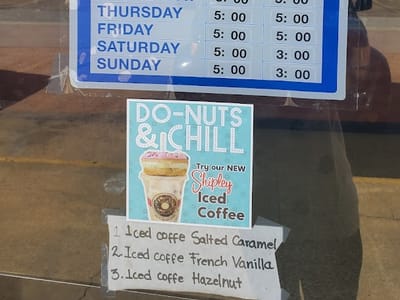 THURSDAY 5: 00 5: 00
FRIDAY 5: 00 5: 00
SATURDAY 5: 00 3: 00
SUNDAY 5: 00 3: 00
DO-NUTS
& CHILL
Try our NEW
Shipley
Iced
Coffee
1. Iced coffe Salted Caramel
2. Iced coffe French Vanilla
3. Iced coffe Hazelnut